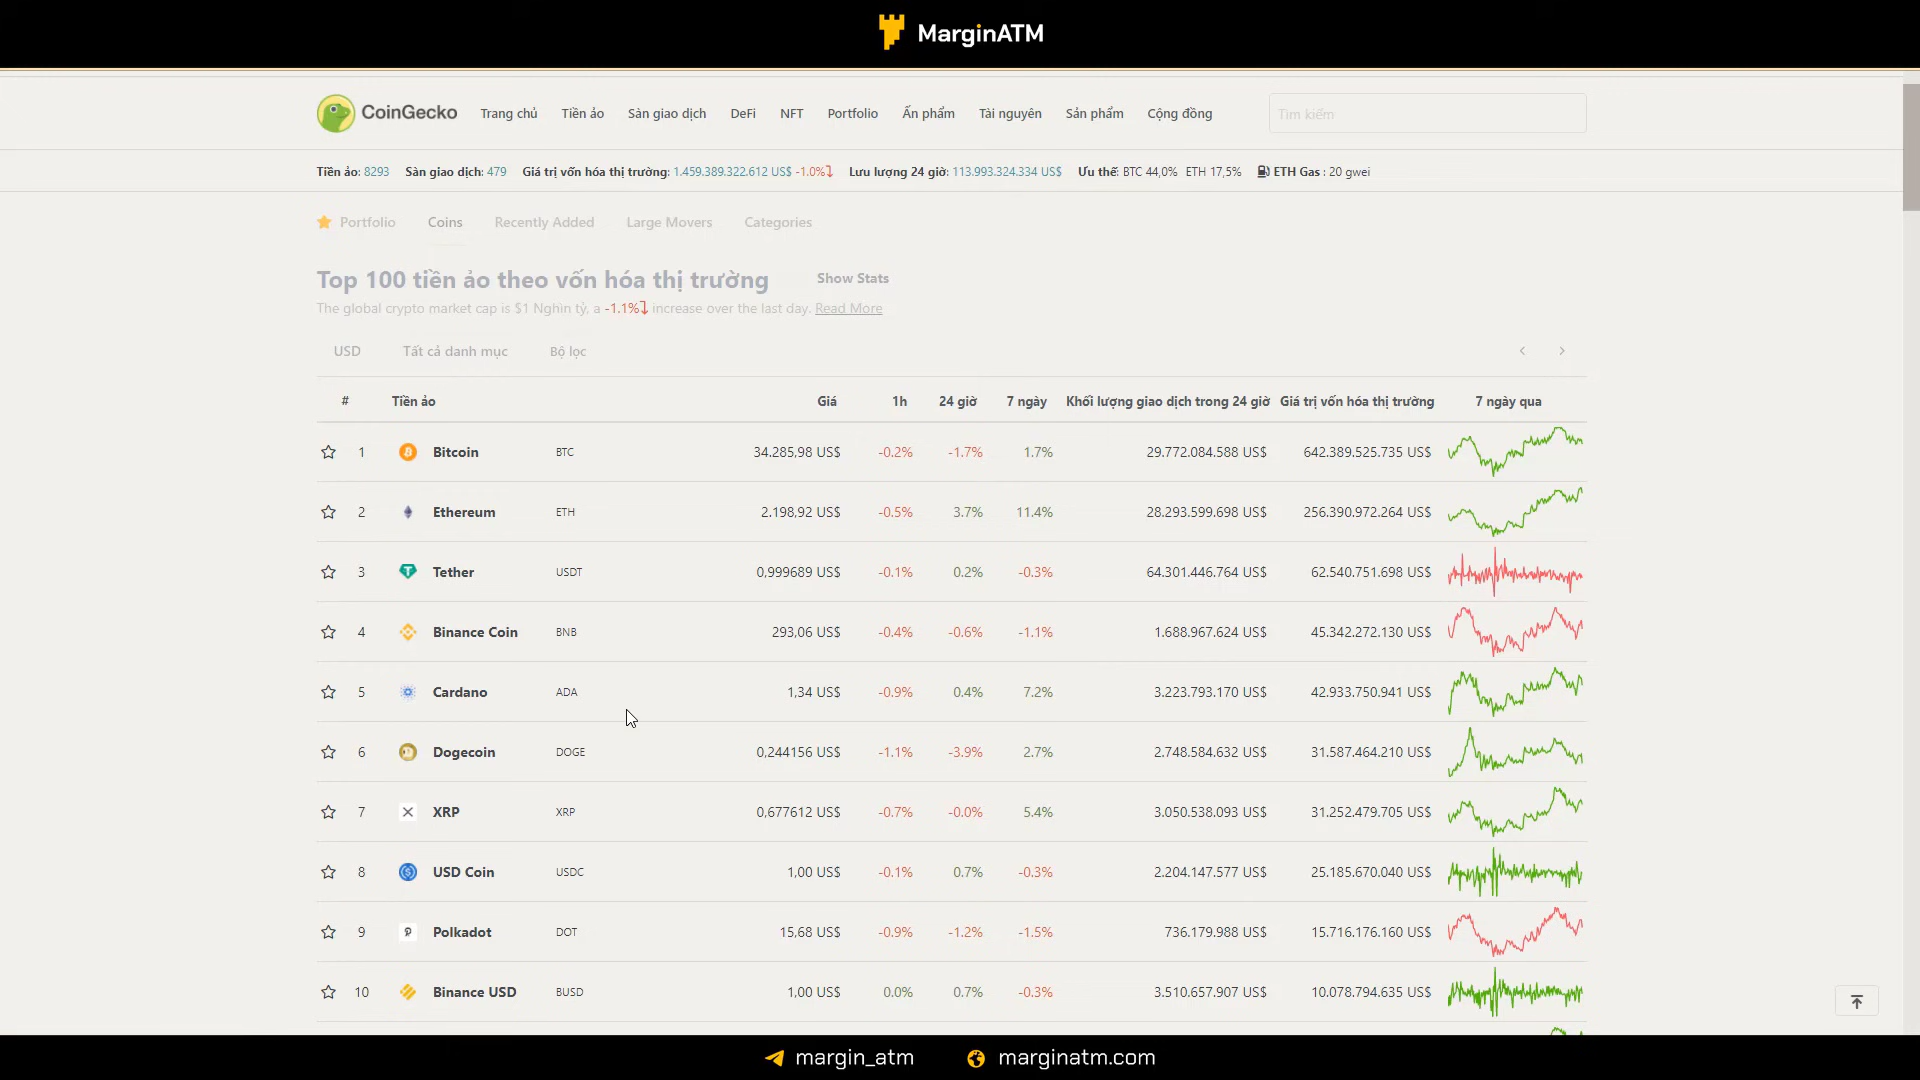 MarginATM
CoinGecko Trang chủ Tiền ảo Sàn giao dịch DeFi NFT Portfolio Ấn phẩm Tài nguyên Sản phẩm Cộng đồng Tìm kiếm
Tiền ảo: 8293 Sàn giao dịch: 479 Giá trị vốn hóa thị trường: 1.459.389.322.612 US$ -1.0% Lưu lượng 24 giờ: 113.993.324.334 US$ Ưu thế: BTC 44,0% ETH 17,5% ETH Gas : 20 gwei
Portfolio Coins Recently Added Large Movers Categories
Top 100 tiền ảo theo vốn hóa thị trường Show Stats
The global crypto market cap is $1 Nghìn tỷ, a -1.1% increase over the last day. Read More
USD Tất cả danh mục Bộ lọc
# Tiền ảo Giá 1h 24 giờ 7 ngày Khối lượng giao dịch trong 24 giờ Giá trị vốn hóa thị trường 7 ngày qua
1 Bitcoin BTC 34.285,98 US$ -0.2% -1.7% 1.7% 29.772.084.588 US$ 642.389.525.735 US$
2 Ethereum ETH 2.198,92 US$ -0.5% 3.7% 11.4% 28.293.599.698 US$ 256.390.972.264 US$
3 Tether USDT 0,999689 US$ -0.1% 0.2% -0.3% 64.301.446.764 US$ 62.540.751.698 US$
4 Binance Coin BNB 293,06 US$ -0.4% -0.6% -1.1% 1.688.967.624 US$ 45.342.272.130 US$
5 Cardano ADA 1,34 US$ -0.9% 0.4% 7.2% 3.223.793.170 US$ 42.933.750.941 US$
6 Dogecoin DOGE 0,244156 US$ -1.1% -3.9% 2.7% 2.748.584.632 US$ 31.587.464.210 US$
7 XRP XRP 0,677612 US$ -0.7% -0.0% 5.4% 3.050.538.093 US$ 31.252.479.705 US$
8 USD Coin USDC 1,00 US$ -0.1% 0.7% -0.3% 2.204.147.577 US$ 25.185.670.040 US$
9 Polkadot DOT 15,68 US$ -0.9% -1.2% -1.5% 736.179.988 US$ 15.716.176.160 US$
10 Binance USD BUSD 1,00 US$ 0.0% 0.7% -0.3% 3.510.657.907 US$ 10.078.794.635 US$
margin_atm marginatm.com